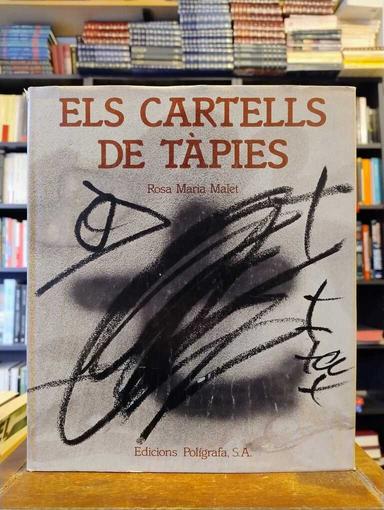 ELS CARTELLS
DE TÀPIES
Rosa Maria Malet
Edicions Polígrafa, S.A.